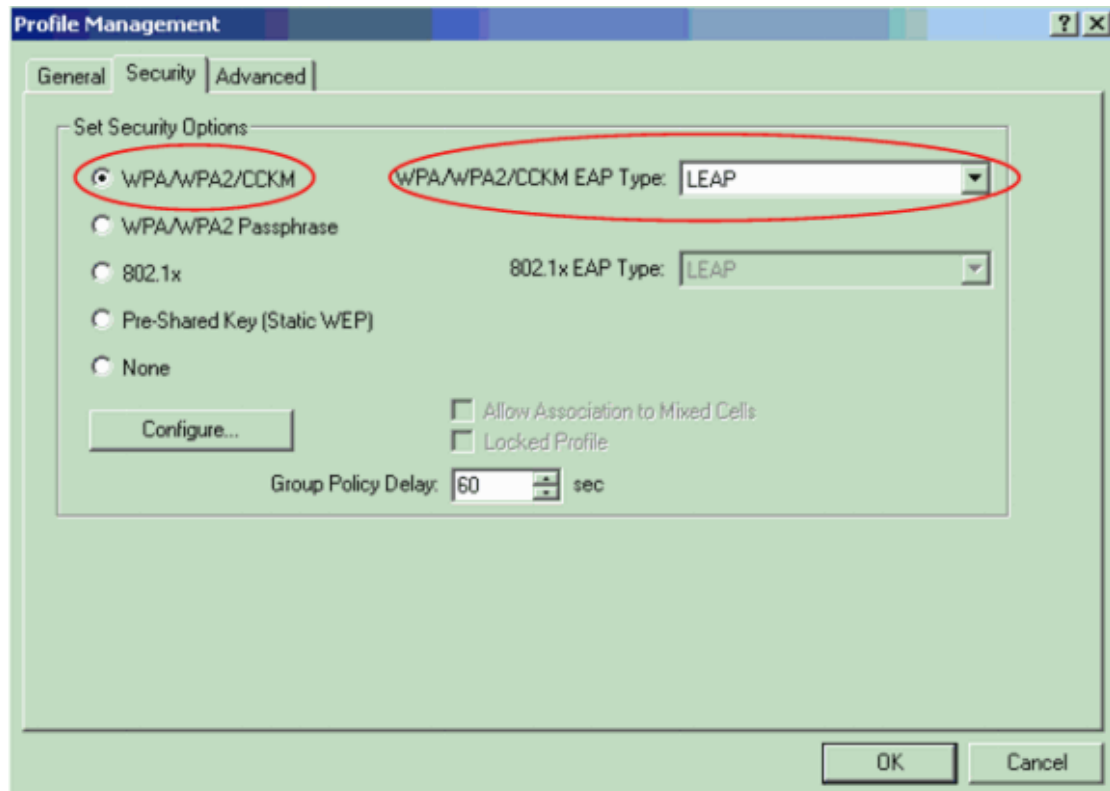 Profile Management
General Security Advanced
Set Security Options
WPA/WPA2/CCKM WPA/WPA2/CCKM EAP Type: LEAP
WPA/WPA2 Passphrase
802.1x 802.1x EAP Type: LEAP
Pre-Shared Key (Static WEP)
None
Allow Association to Mixed Cells
Configure...
Locked Profile
Group Policy Delay: 60 sec
OK Cancel